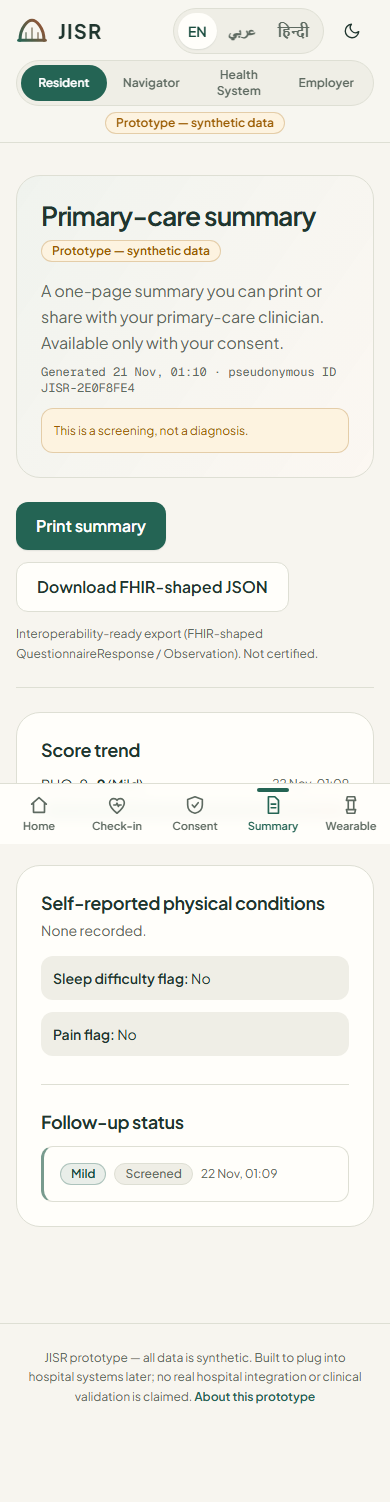 JISR
EN عربي हिन्दी
Resident Navigator Health System Employer
Prototype — synthetic data
Primary-care summary
Prototype — synthetic data
A one-page summary you can print or
share with your primary-care clinician.
Available only with your consent.
Generated 21 Nov, 01:10 · pseudonymous ID
JISR-2E0F8FE4
This is a screening, not a diagnosis.
Print summary
Download FHIR-shaped JSON
Interoperability-ready export (FHIR-shaped
QuestionnaireResponse / Observation). Not certified.
Score trend
(Mild) 22 Nov, 01:09
Home Check-in Consent Summary Wearable
Self-reported physical conditions
None recorded.
Sleep difficulty flag: No
Pain flag: No
Follow-up status
Mild Screened 22 Nov, 01:09
JISR prototype — all data is synthetic. Built to plug into
hospital systems later; no real hospital integration or clinical
validation is claimed. About this prototype